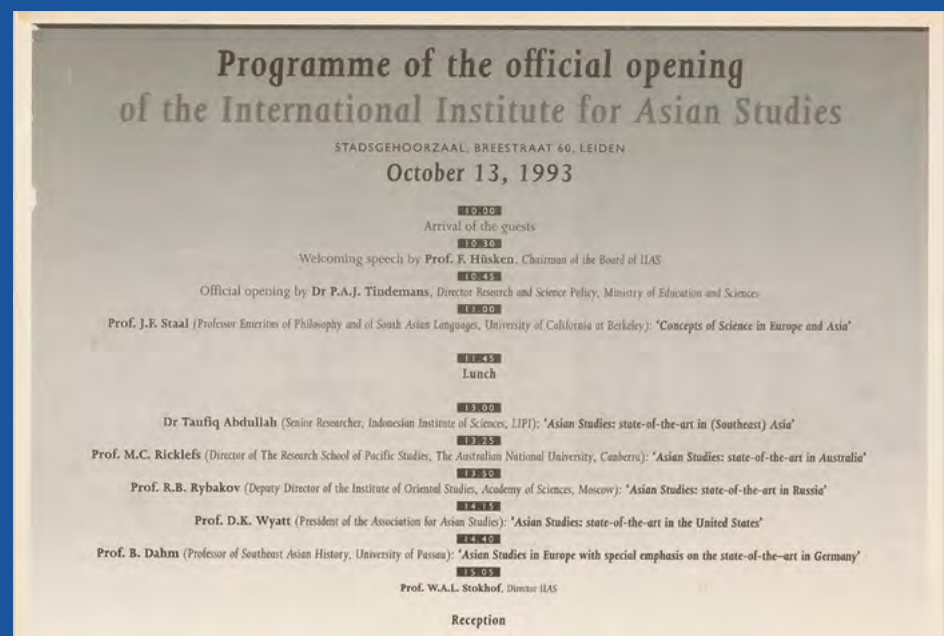 Programme of the official opening
of the International Institute for Asian Studies
STADSGEHOORZAAL, BREESTRAAT 60, LEIDEN
October 13, 1993
10.00
Arrival of the guests
10.30
Welcoming speech by Prof. F. Hüsken, Chairman of the Board of IIAS
10.45
Official opening by Dr P.A.J. Tindemans, Director Research and Science Policy, Ministry of Education and Sciences
11.00
Prof. J.F. Staal (Professor Emeritus of Philosophy and of South Asian Languages, University of California at Berkeley): 'Concepts of Science in Europe and Asia'
11.45
Lunch
13.00
Dr Taufiq Abdullah (Senior Researcher, Indonesian Institute of Sciences, LIPI): 'Asian Studies: state-of-the-art in (Southeast) Asia'
13.25
Prof. M.C. Ricklefs (Director of The Research School of Pacific Studies, The Australian National University, Canberra): 'Asian Studies: state-of-the-art in Australia'
13.50
Prof. R.B. Rybakov (Deputy Director of the Institute of Oriental Studies, Academy of Sciences, Moscow): 'Asian Studies: state-of-the-art in Russia'
14.15
Prof. D.K. Wyatt (President of the Association for Asian Studies): 'Asian Studies: state-of-the-art in the United States'
14.40
Prof. B. Dahm (Professor of Southeast Asian History, University of Passau): 'Asian Studies in Europe with special emphasis on the state-of-the-art in Germany'
15.05
Prof. W.A.L. Stokhof, Director IIAS
Reception